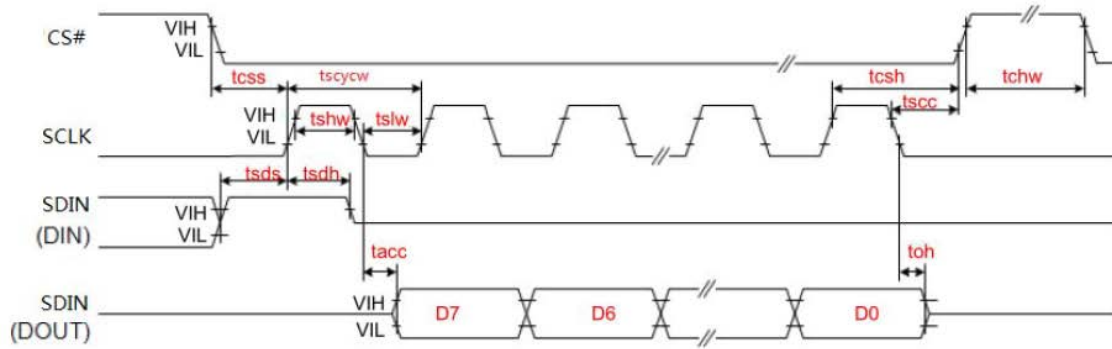 CS#
VIH
VIL
tcss
tscycw
tcsh
tchw
tscc
SCLK
VIH
VIL
tshw
tslw
tsds
tsdh
SDIN
(DIN)
VIH
VIL
tacc
toh
SDIN
(DOUT)
VIH
VIL
D7
D6
D0